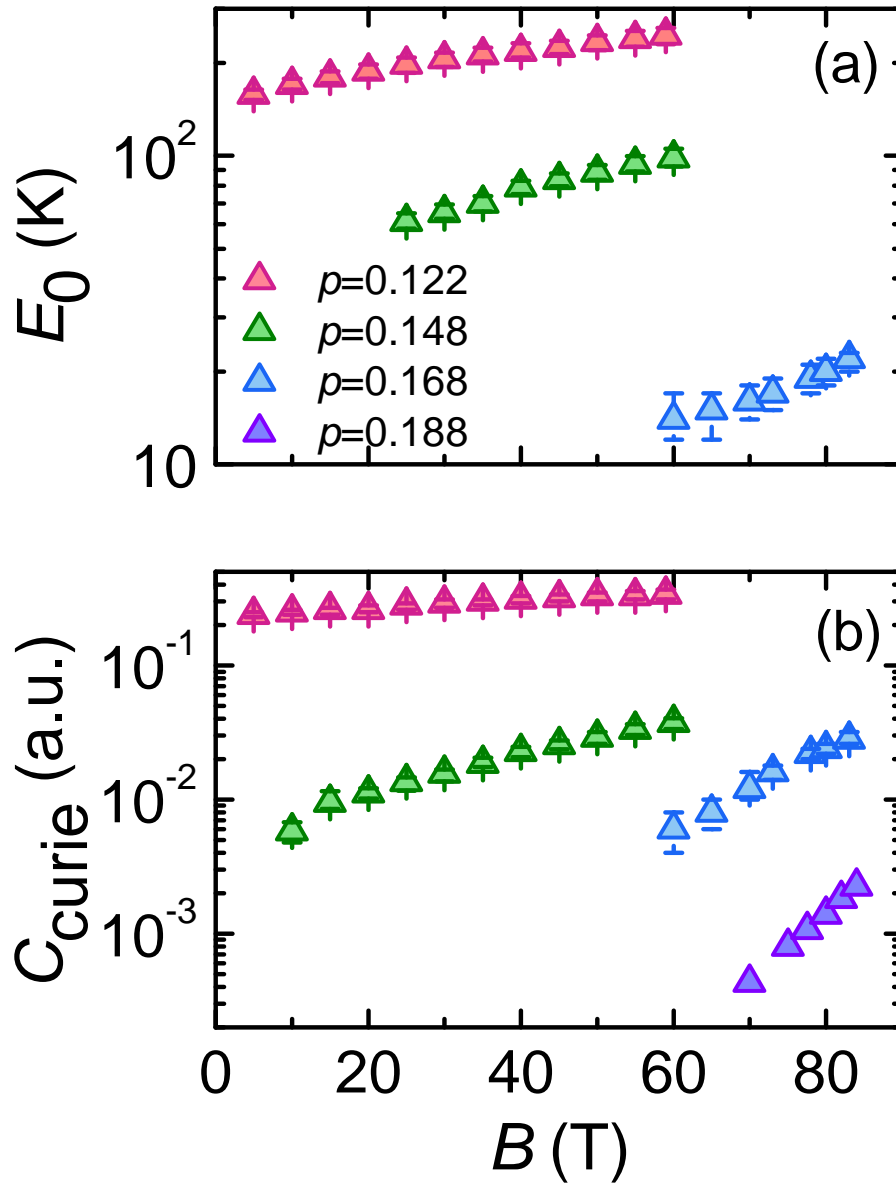 (a)
10²
10
E₀ (K)
p=0.122
p=0.148
p=0.168
p=0.188
(b)
10⁻¹
10⁻²
10⁻³
C_curie (a.u.)
0 20 40 60 80
B (T)